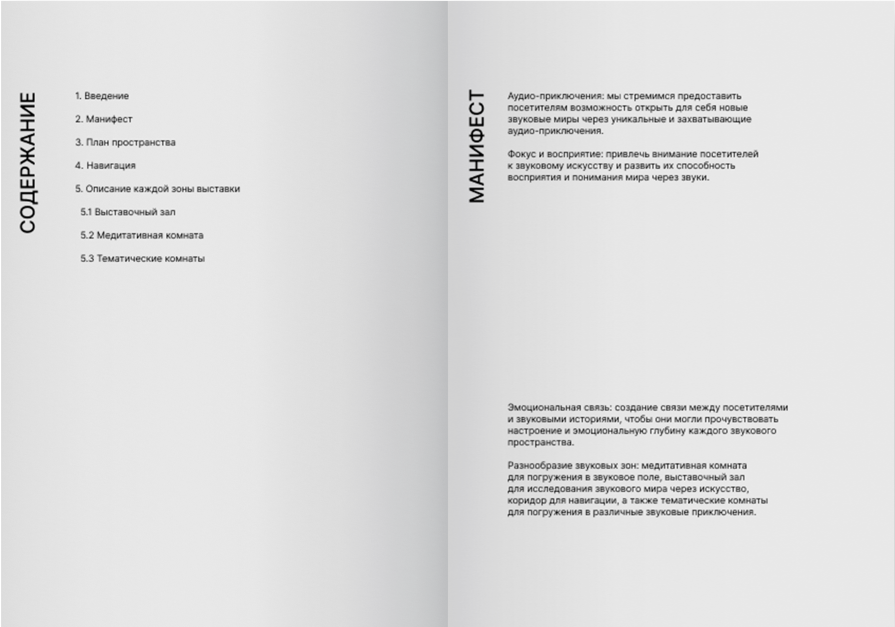 СОДЕРЖАНИЕ
1. Введение
2. Манифест
3. План пространства
4. Навигация
5. Описание каждой зоны выставки
5.1 Выставочный зал
5.2 Медитативная комната
5.3 Тематические комнаты
МАНИФЕСТ
Аудио-приключения: мы стремимся предоставить
посетителям возможность открыть для себя новые
звуковые миры через уникальные и захватывающие
аудио-приключения.
Фокус и восприятие: привлечь внимание посетителей
к звуковому искусству и развить их способность
восприятия и понимания мира через звуки.
Эмоциональная связь: создание связи между посетителями
и звуковыми историями, чтобы они могли прочувствовать
настроение и эмоциональную глубину каждого звукового
пространства.
Разнообразие звуковых зон: медитативная комната
для погружения в звуковое поле, выставочный зал
для исследования звукового мира через искусство,
коридор для навигации, а также тематические комнаты
для погружения в различные звуковые приключения.